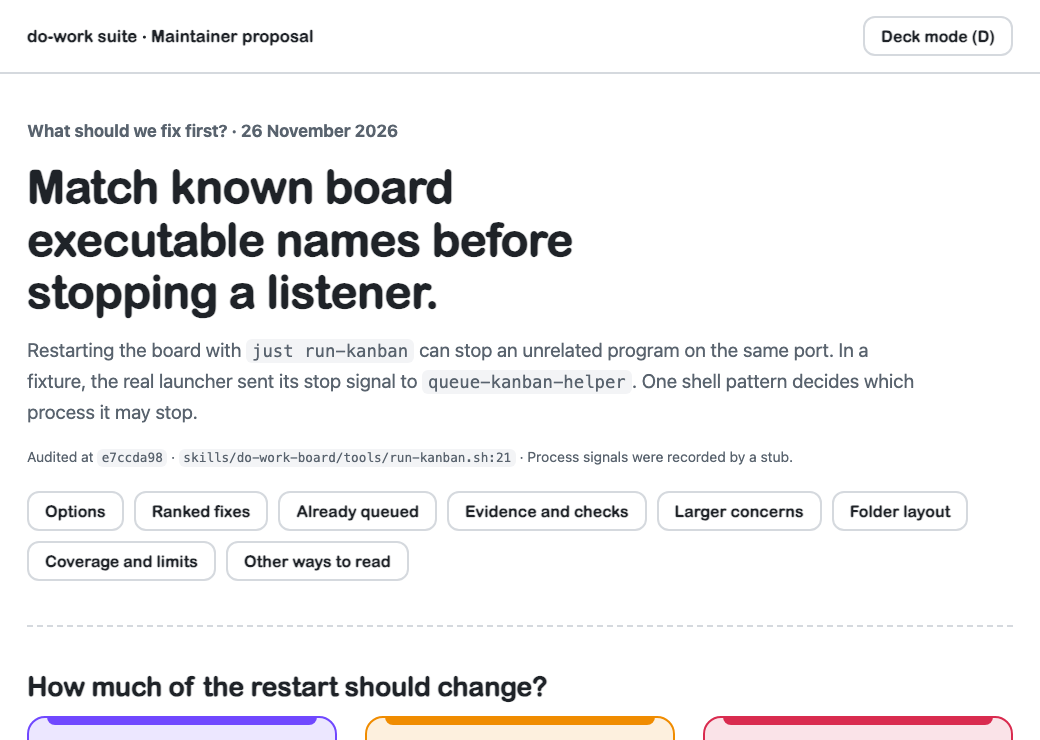 do-work suite · Maintainer proposal
Deck mode (D)
What should we fix first? · 26 November 2026
Match known board
executable names before
stopping a listener.
Restarting the board with just run-kanban can stop an unrelated program on the same port. In a
fixture, the real launcher sent its stop signal to queue-kanban-helper. One shell pattern decides which
process it may stop.
Audited at e7ccda98 · skills/do-work-board/tools/run-kanban.sh:21 · Process signals were recorded by a stub.
Options
Ranked fixes
Already queued
Evidence and checks
Larger concerns
Folder layout
Coverage and limits
Other ways to read
How much of the restart should change?